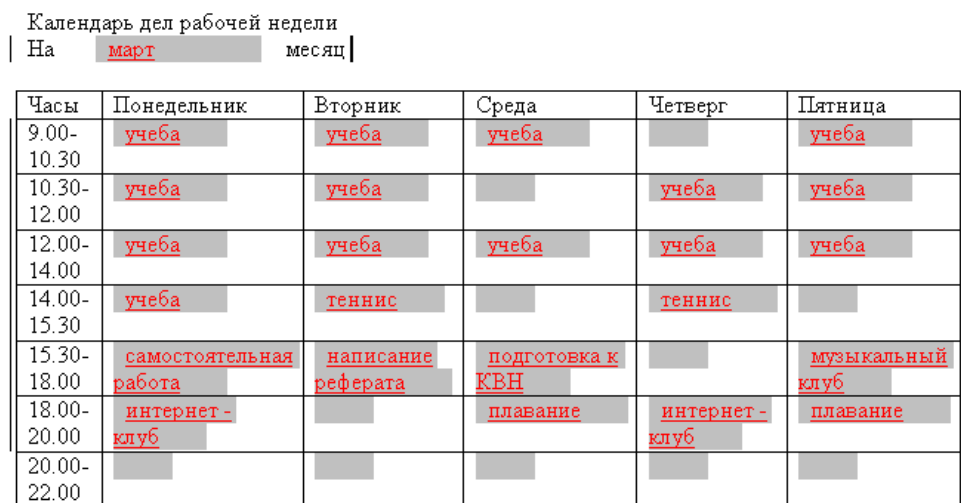 Календарь дел рабочей недели
На март месяц
Часы Понедельник Вторник Среда Четверг Пятница
9.00- учеба учеба учеба учеба
10.30
10.30- учеба учеба учеба учеба
12.00
12.00- учеба учеба учеба учеба учеба
14.00
14.00- учеба теннис теннис
15.30
15.30- самостоятельная написание подготовка к музыкальный
18.00 работа реферата КВН клуб
18.00- интернет - плавание интернет - плавание
20.00 клуб клуб
20.00-
22.00